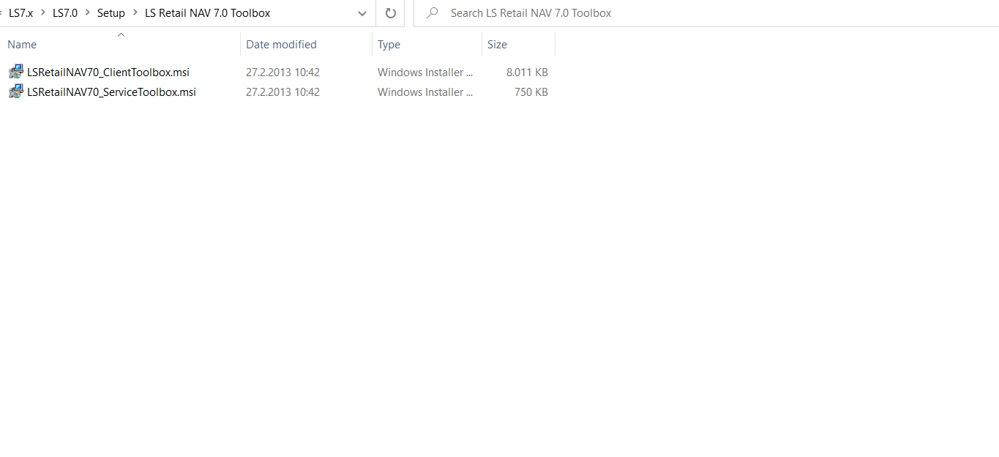 LS7.x > LS7.0 > Setup > LS Retail NAV 7.0 Toolbox Search LS Retail NAV 7.0 Toolbox
Name Date modified Type Size
LSRetailNAV70_ClientToolbox.msi 27.2.2013 10:42 Windows Installer ... 8.011 KB
LSRetailNAV70_ServiceToolbox.msi 27.2.2013 10:42 Windows Installer ... 750 KB